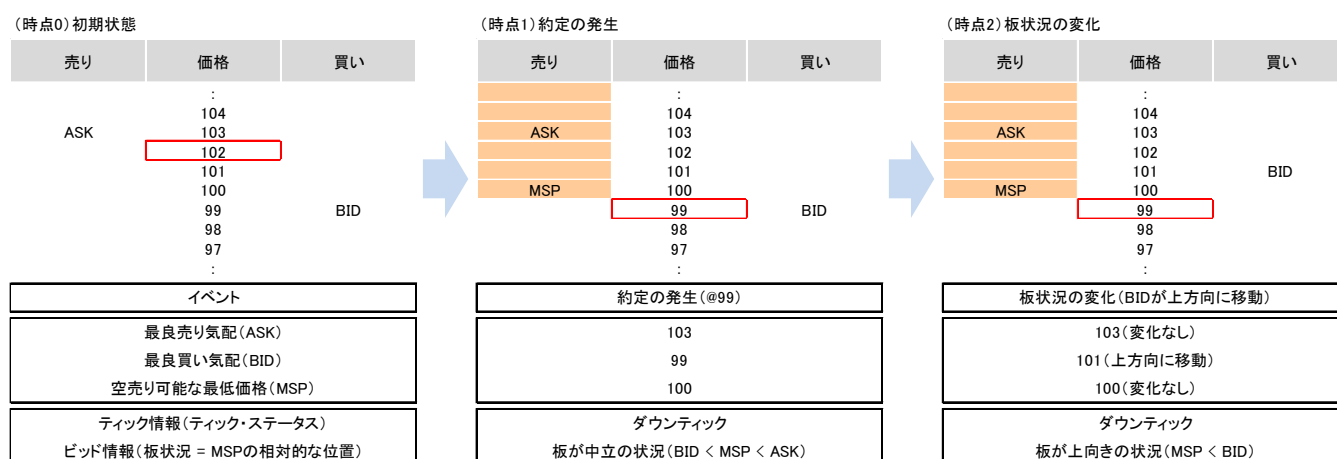 (時点0)初期状態
売り 価格 買い
:
104
ASK 103
102
101
100
99 BID
98
97
:
イベント
最良売り気配(ASK)
最良買い気配(BID)
空売り可能な最低価格(MSP)
ティック情報(ティック・ステータス)
ビッド情報(板状況 = MSPの相対的な位置)
(時点1)約定の発生
売り 価格 買い
:
104
ASK 103
102
101
MSP 100
99 BID
98
97
:
約定の発生(@99)
103
99
100
ダウンティック
板が中立の状況(BID < MSP < ASK)
(時点2)板状況の変化
売り 価格 買い
:
104
ASK 103
102
101 BID
MSP 100
99
98
97
:
板状況の変化(BIDが上方向に移動)
103(変化なし)
101(上方向に移動)
100(変化なし)
ダウンティック
板が上向きの状況(MSP < BID)